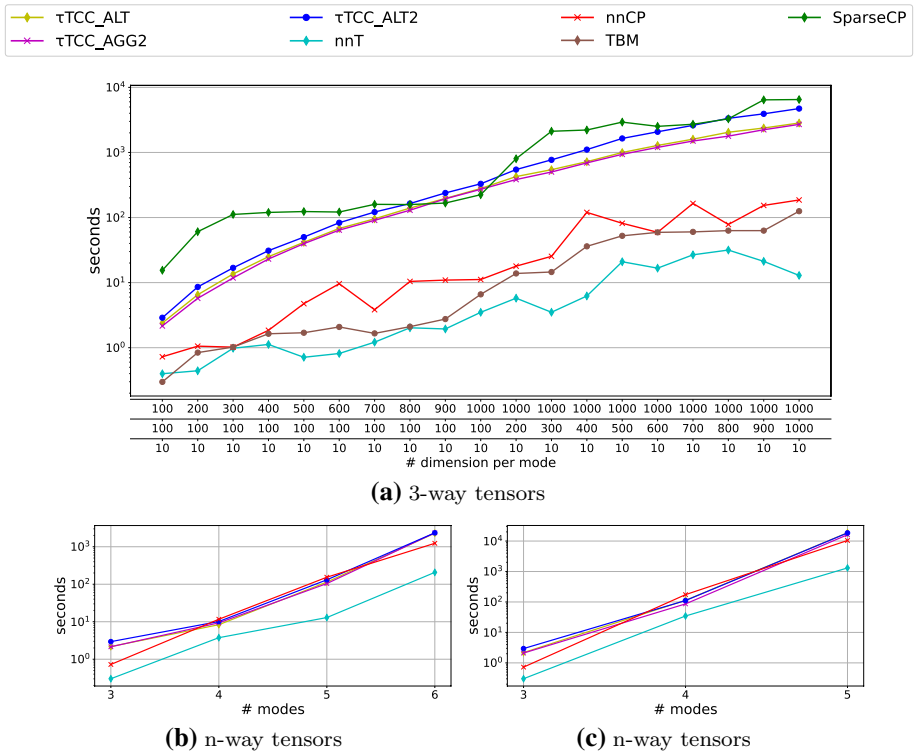 τTCC_ALT τTCC_ALT2 nnCP SparseCP
τTCC_AGG2 nnT TBM
10^4
10^3
10^2
10^1
10^0
seconds
100 200 300 400 500 600 700 800 900 1000 1000 1000 1000 1000 1000 1000 1000 1000 1000
100 100 100 100 100 100 100 100 100 100 200 300 400 500 600 700 800 900 1000
10 10 10 10 10 10 10 10 10 10 10 10 10 10 10 10 10 10 10
# dimension per mode
(a) 3-way tensors
10^3
10^2
10^1
10^0
seconds
3 4 5 6
# modes
(b) n-way tensors
10^4
10^3
10^2
10^1
10^0
seconds
3 4 5
# modes
(c) n-way tensors